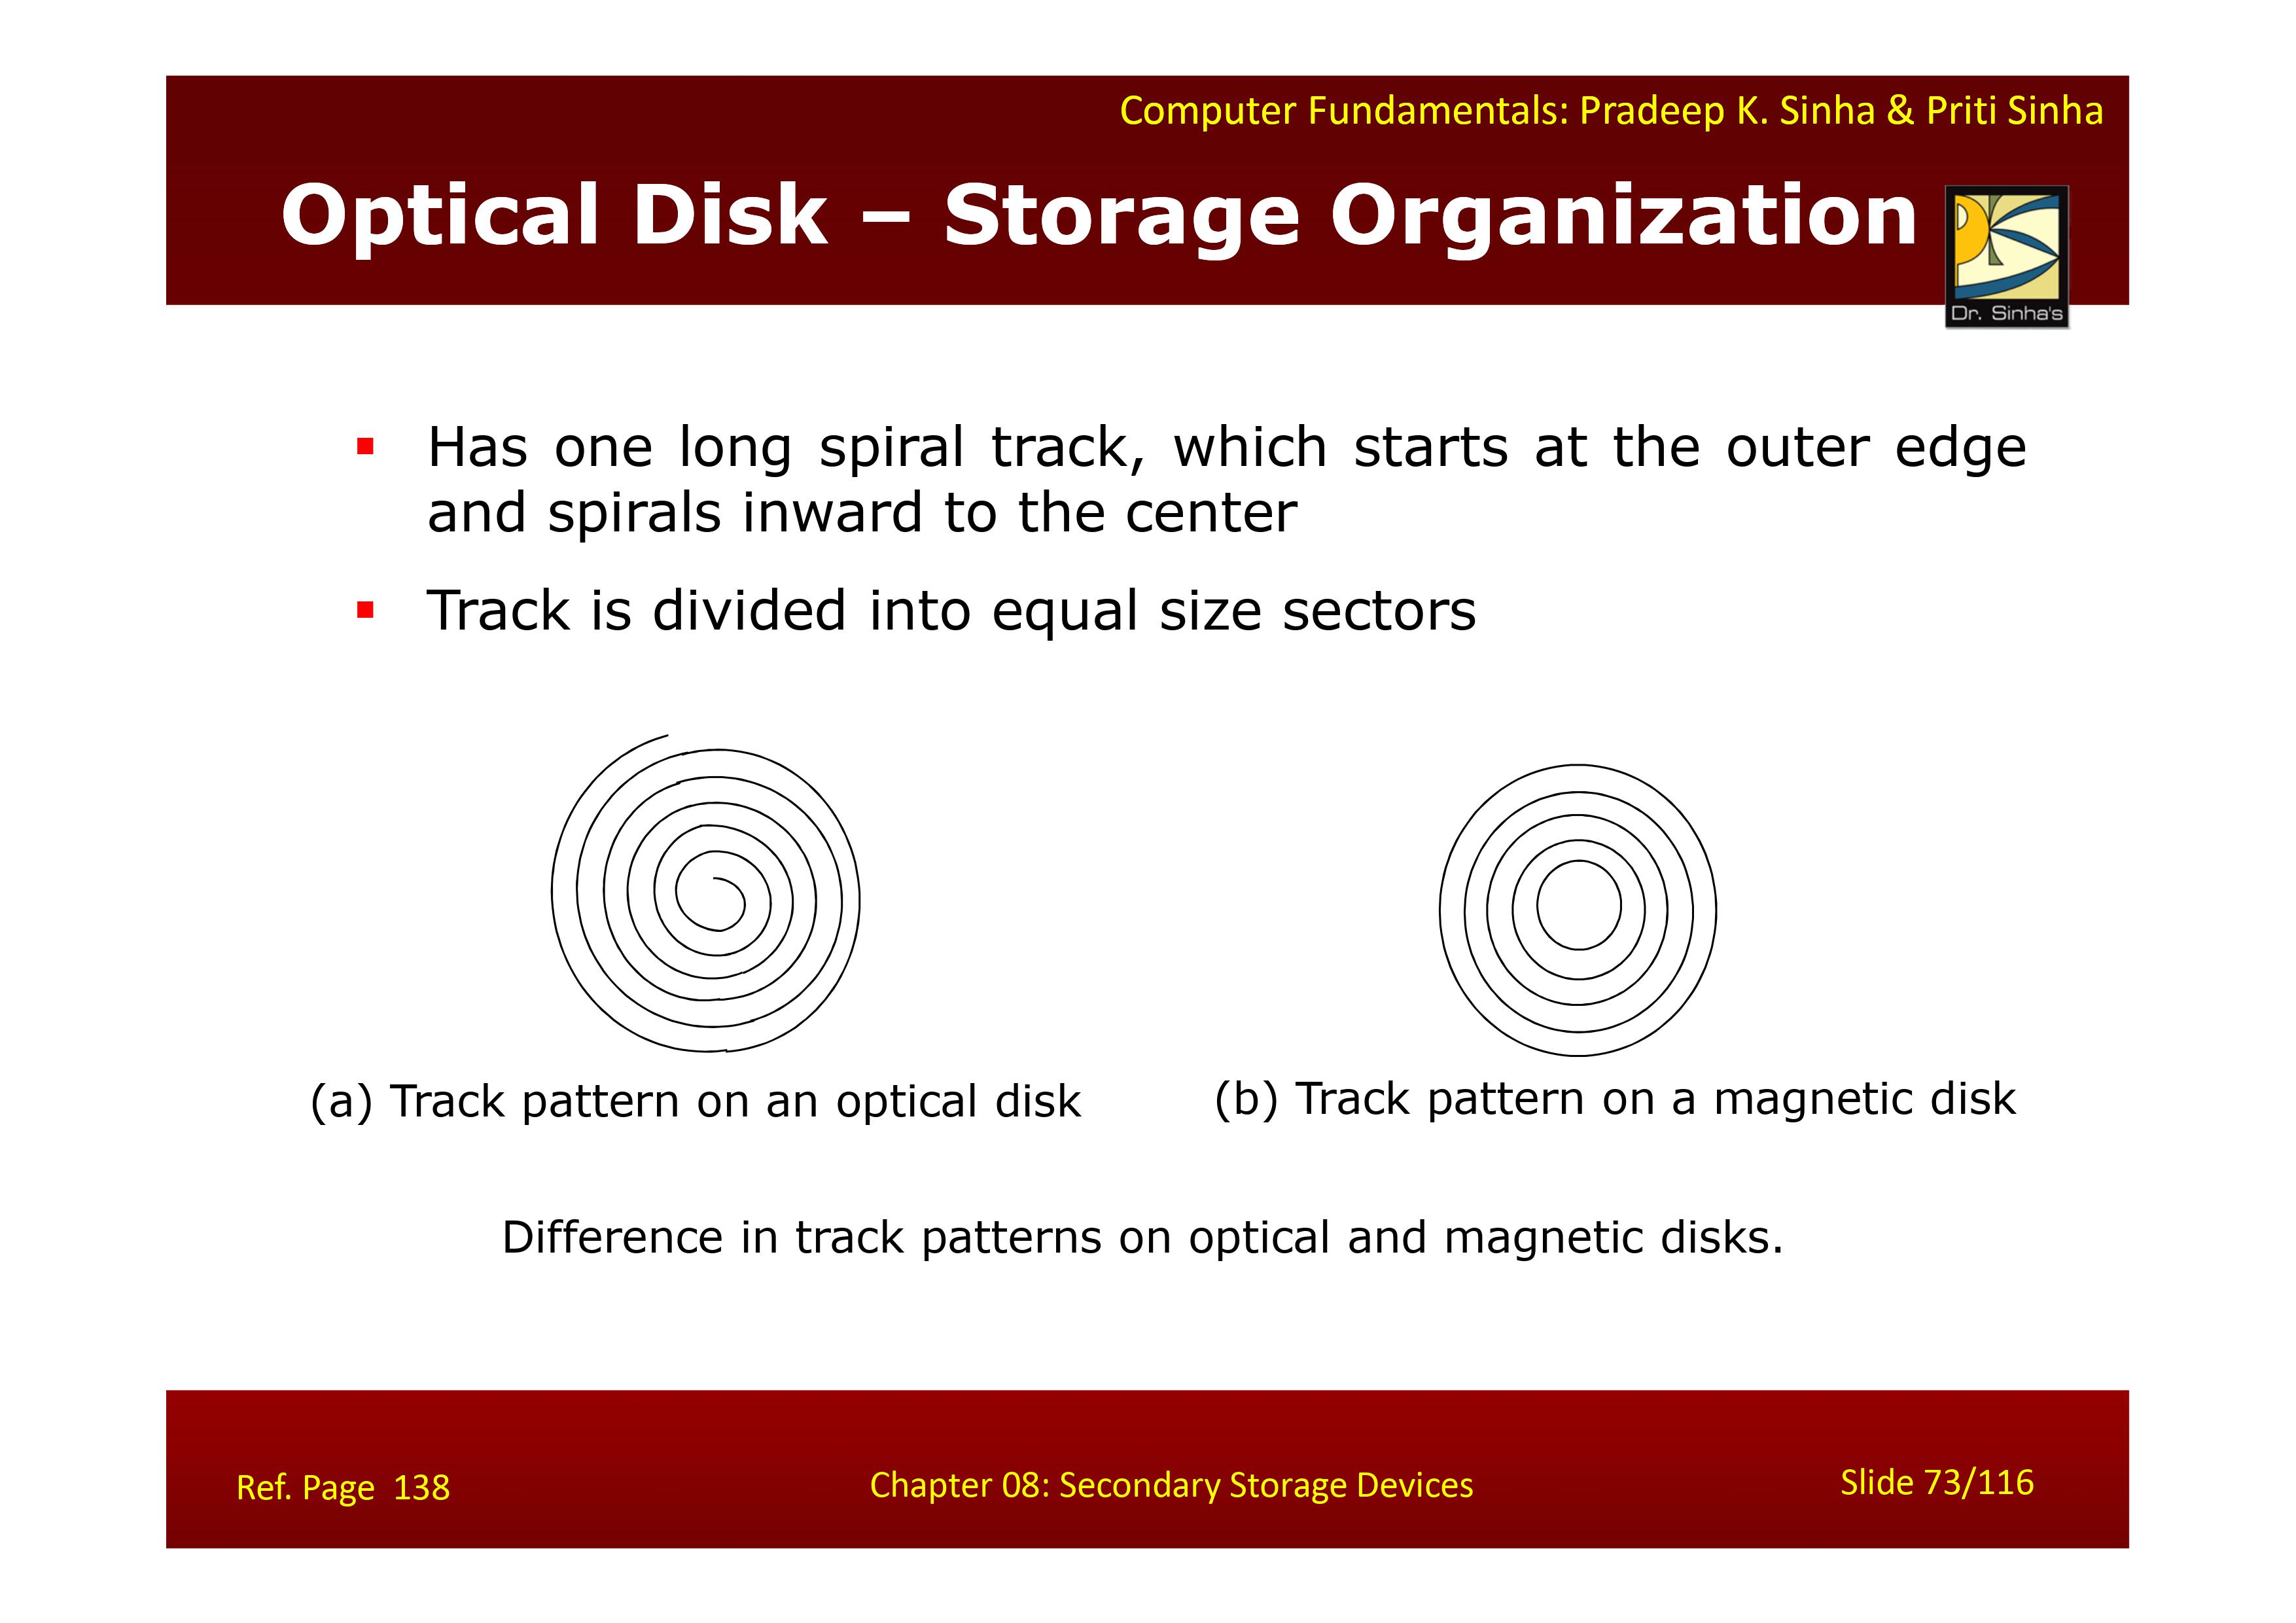 Computer Fundamentals: Pradeep K. Sinha & Priti Sinha
Optical Disk – Storage Organization
Dr. Sinha's
▪ Has one long spiral track, which starts at the outer edge
and spirals inward to the center
▪ Track is divided into equal size sectors
(a) Track pattern on an optical disk
(b) Track pattern on a magnetic disk
Difference in track patterns on optical and magnetic disks.
Ref. Page 138
Chapter 08: Secondary Storage Devices
Slide 73/116